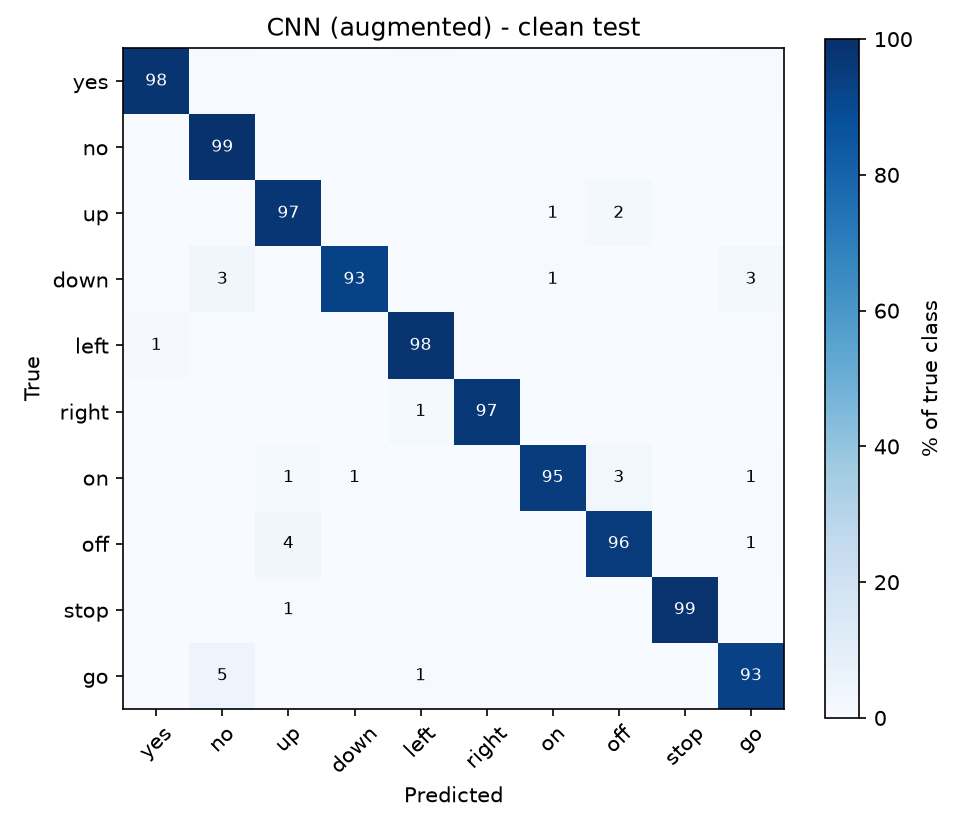 CNN (augmented) - clean test
100
yes 98
no 99
80
up 97 1 2
down 3 93 1 3
60
left 1 98
True
% of true class
right 1 97
40
on 1 1 95 3 1
off 4 96 1
20
stop 1 99
go 5 1 93
0
yes no up down left right on off stop go
Predicted